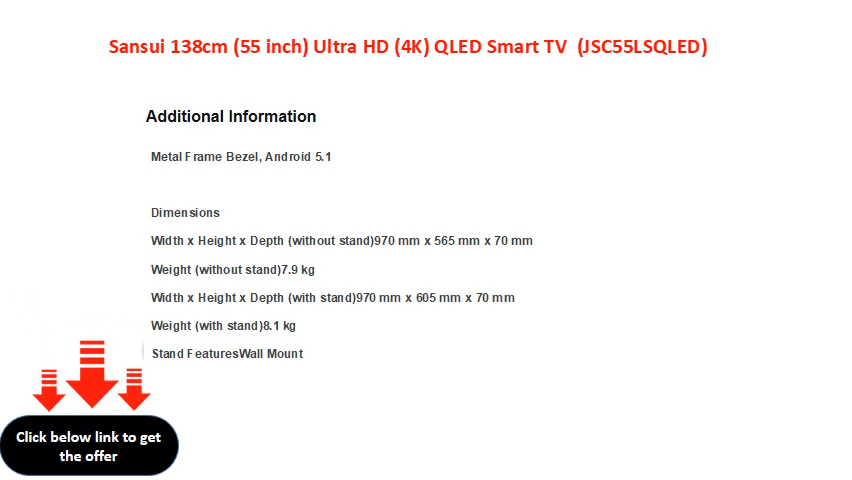 Sansui 138cm (55 inch) Ultra HD (4K) QLED Smart TV (JSC55LSQLED)
Additional Information
Metal Frame Bezel, Android 5.1
Dimensions
Width x Height x Depth (without stand)970 mm x 565 mm x 70 mm
Weight (without stand)7.9 kg
Width x Height x Depth (with stand)970 mm x 605 mm x 70 mm
Weight (with stand)8.1 kg
Stand FeaturesWall Mount
Click below link to get
the offer